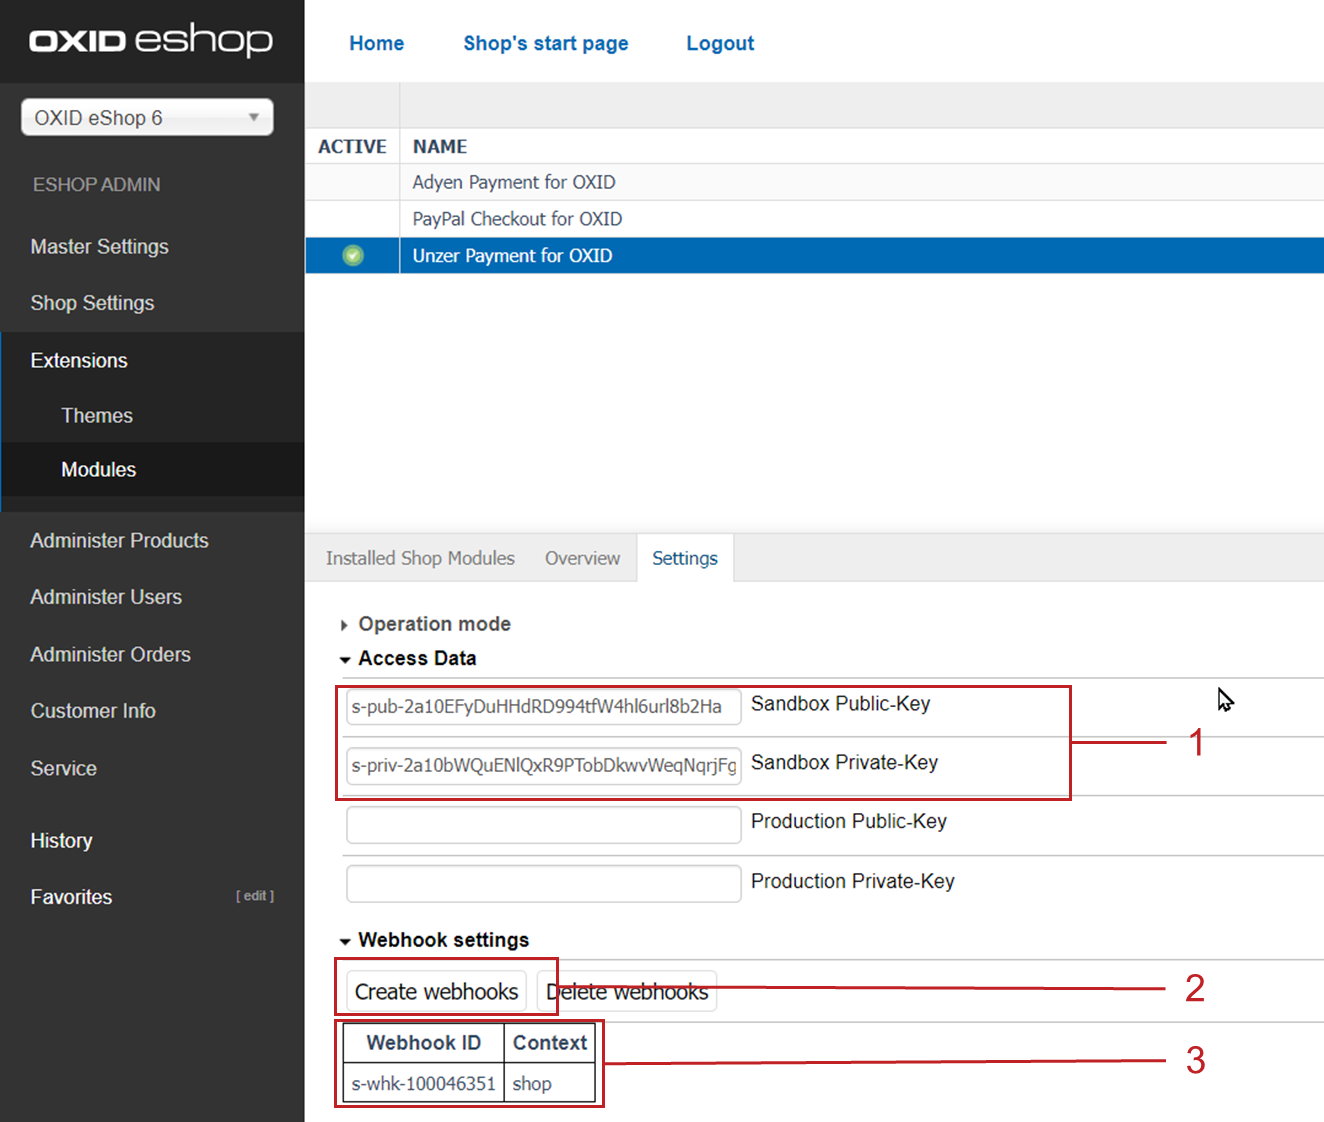 OXID eshop
Home Shop's start page Logout
OXID eShop 6
ESHOP ADMIN
Master Settings
Shop Settings
Extensions
Themes
Modules
Administer Products
Administer Users
Administer Orders
Customer Info
Service
History
Favorites [ edit ]
ACTIVE NAME
Adyen Payment for OXID
PayPal Checkout for OXID
Unzer Payment for OXID
Installed Shop Modules Overview Settings
Operation mode
Access Data
s-pub-2a10EFyDuHHdRD994tfW4hl6url8b2Ha Sandbox Public-Key
1
s-priv-2a10bWQuENlQxR9PTobDkwvWeqNqrjFg Sandbox Private-Key
Production Public-Key
Production Private-Key
Webhook settings
Create webhooks Delete webhooks 2
Webhook ID Context
3
s-whk-100046351 shop